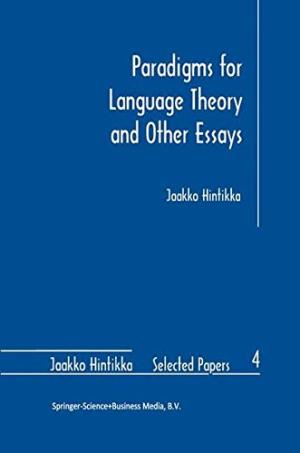 Paradigms for
Language Theory
and Other Essays
Jaakko Hintikka
Jaakko Hintikka Selected Papers 4
Springer-Science+Business Media, B.V.